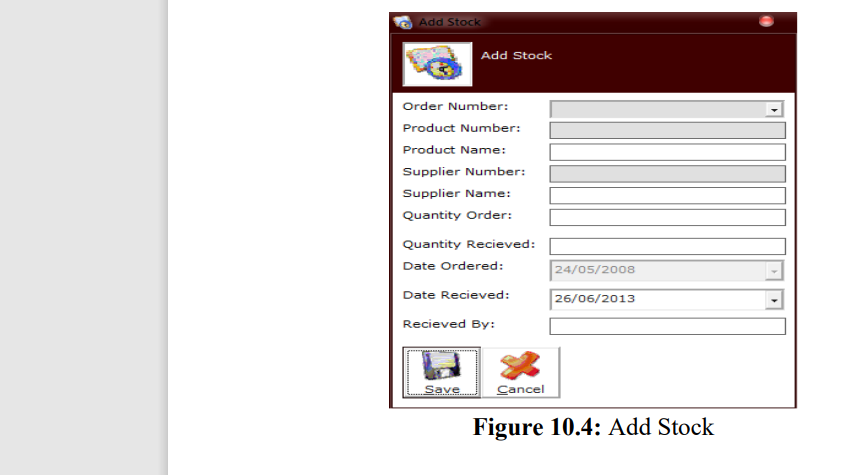 Add Stock
Add Stock
Order Number:
Product Number:
Product Name:
Supplier Number:
Supplier Name:
Quantity Order:
Quantity Recieved:
Date Ordered: 24/05/2008
Date Recieved: 26/06/2013
Recieved By:
Save Cancel
Figure 10.4: Add Stock